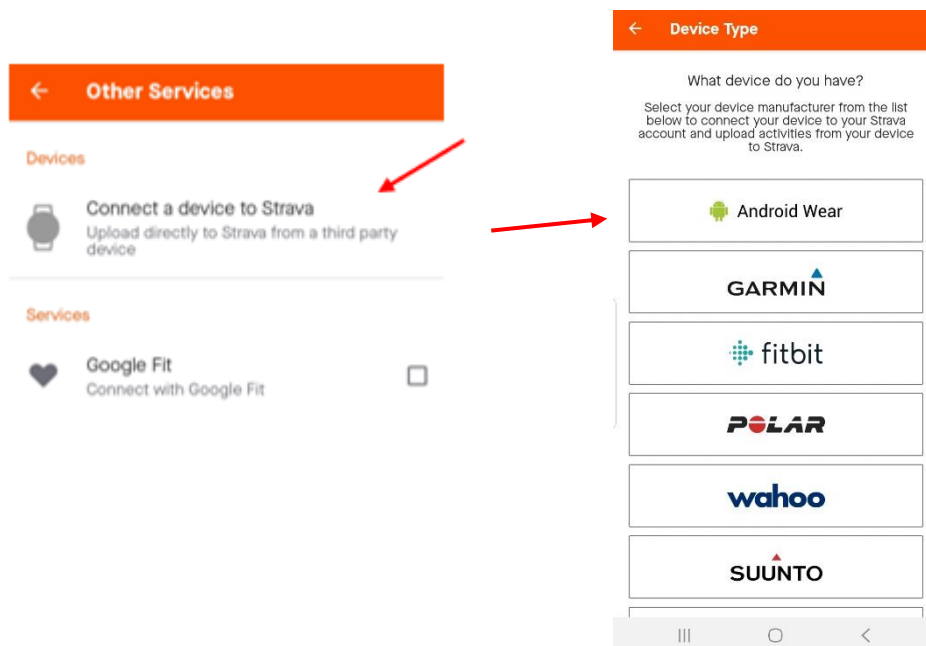 Other Services
Devices
Connect a device to Strava
Upload directly to Strava from a third party
device
Services
Google Fit
Connect with Google Fit
Device Type
What device do you have?
Select your device manufacturer from the list
below to connect your device to your Strava
account and upload activities from your device
to Strava.
Android Wear
GARMIN
fitbit
POLAR
wahoo
SUUNTO